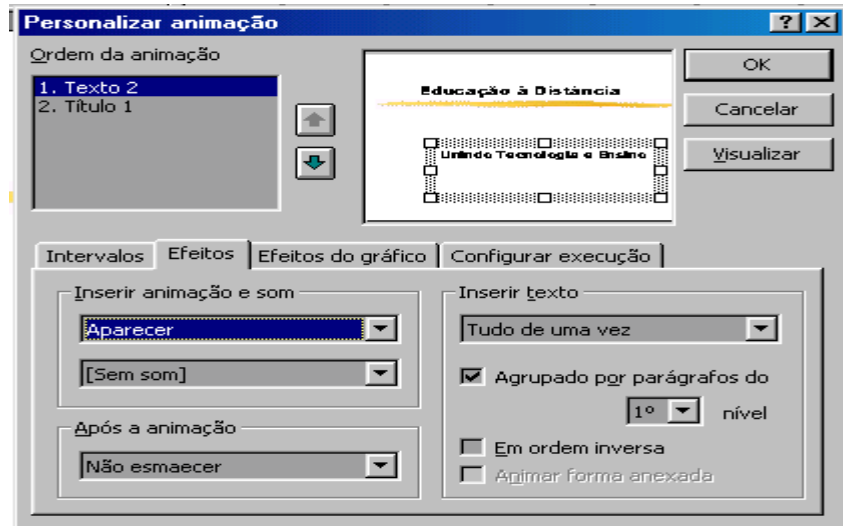 Personalizar animação
Ordem da animação
1. Texto 2
2. Título 1
Educação à Distância
Unindo Tecnologia e Ensino
OK
Cancelar
Visualizar
Intervalos Efeitos Efeitos do gráfico Configurar execução
Inserir animação e som
Aparecer
[Sem som]
Após a animação
Não esmaecer
Inserir texto
Tudo de uma vez
Agrupado por parágrafos do
1º nível
Em ordem inversa
Animar forma anexada